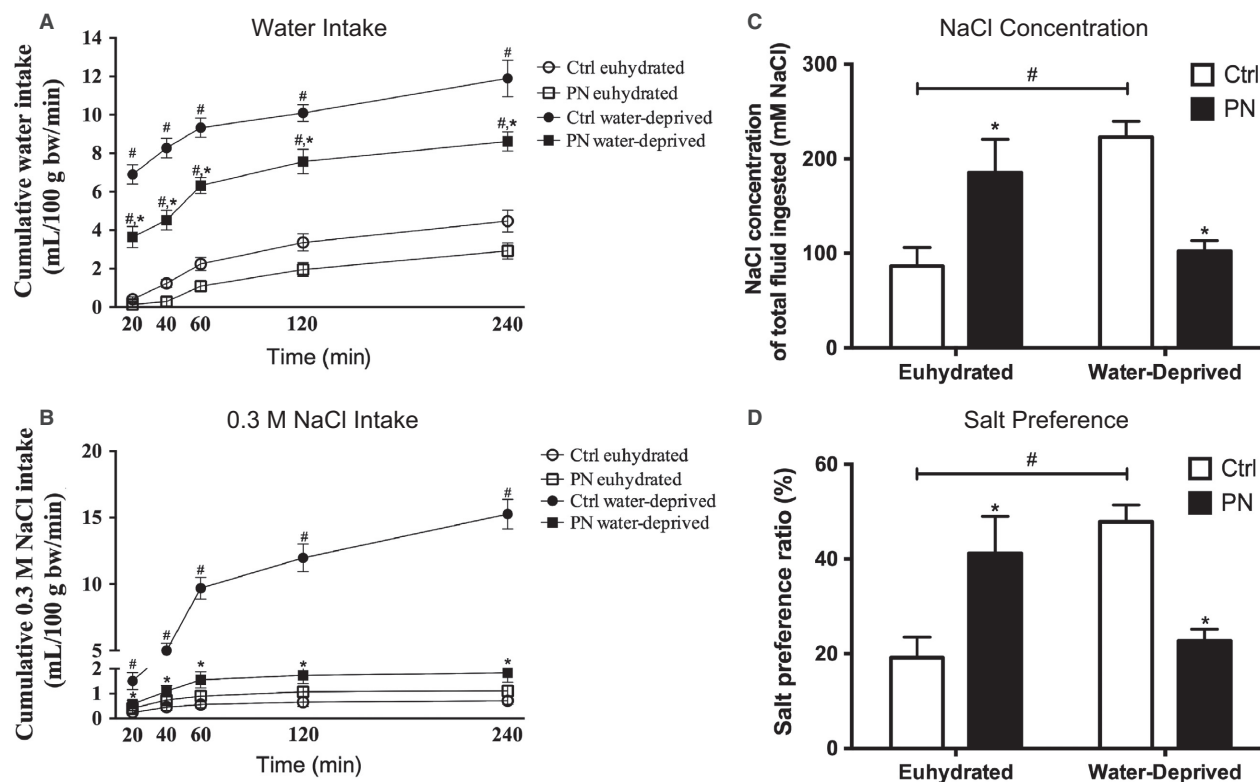 A
Water Intake
Cumulative water intake
(mL/100 g bw/min)
14
12
10
8
6
4
2
0
# # # # #
#,* #,* #,* #,* #,*
20 40 60 120 240
Time (min)
Ctrl euhydrated
PN euhydrated
Ctrl water-deprived
PN water-deprived
B
0.3 M NaCl Intake
Cumulative 0.3 M NaCl intake
(mL/100 g bw/min)
20
15
10
5
2
1
0
# # # # #
* * * * *
20 40 60 120 240
Time (min)
Ctrl euhydrated
PN euhydrated
Ctrl water-deprived
PN water-deprived
C
NaCl Concentration
NaCl concentration
of total fluid ingested (mM NaCl)
300
200
100
0
#
* *
Euhydrated Water-Deprived
Ctrl
PN
D
Salt Preference
Salt preference ratio (%)
60
40
20
0
#
* *
Euhydrated Water-Deprived
Ctrl
PN